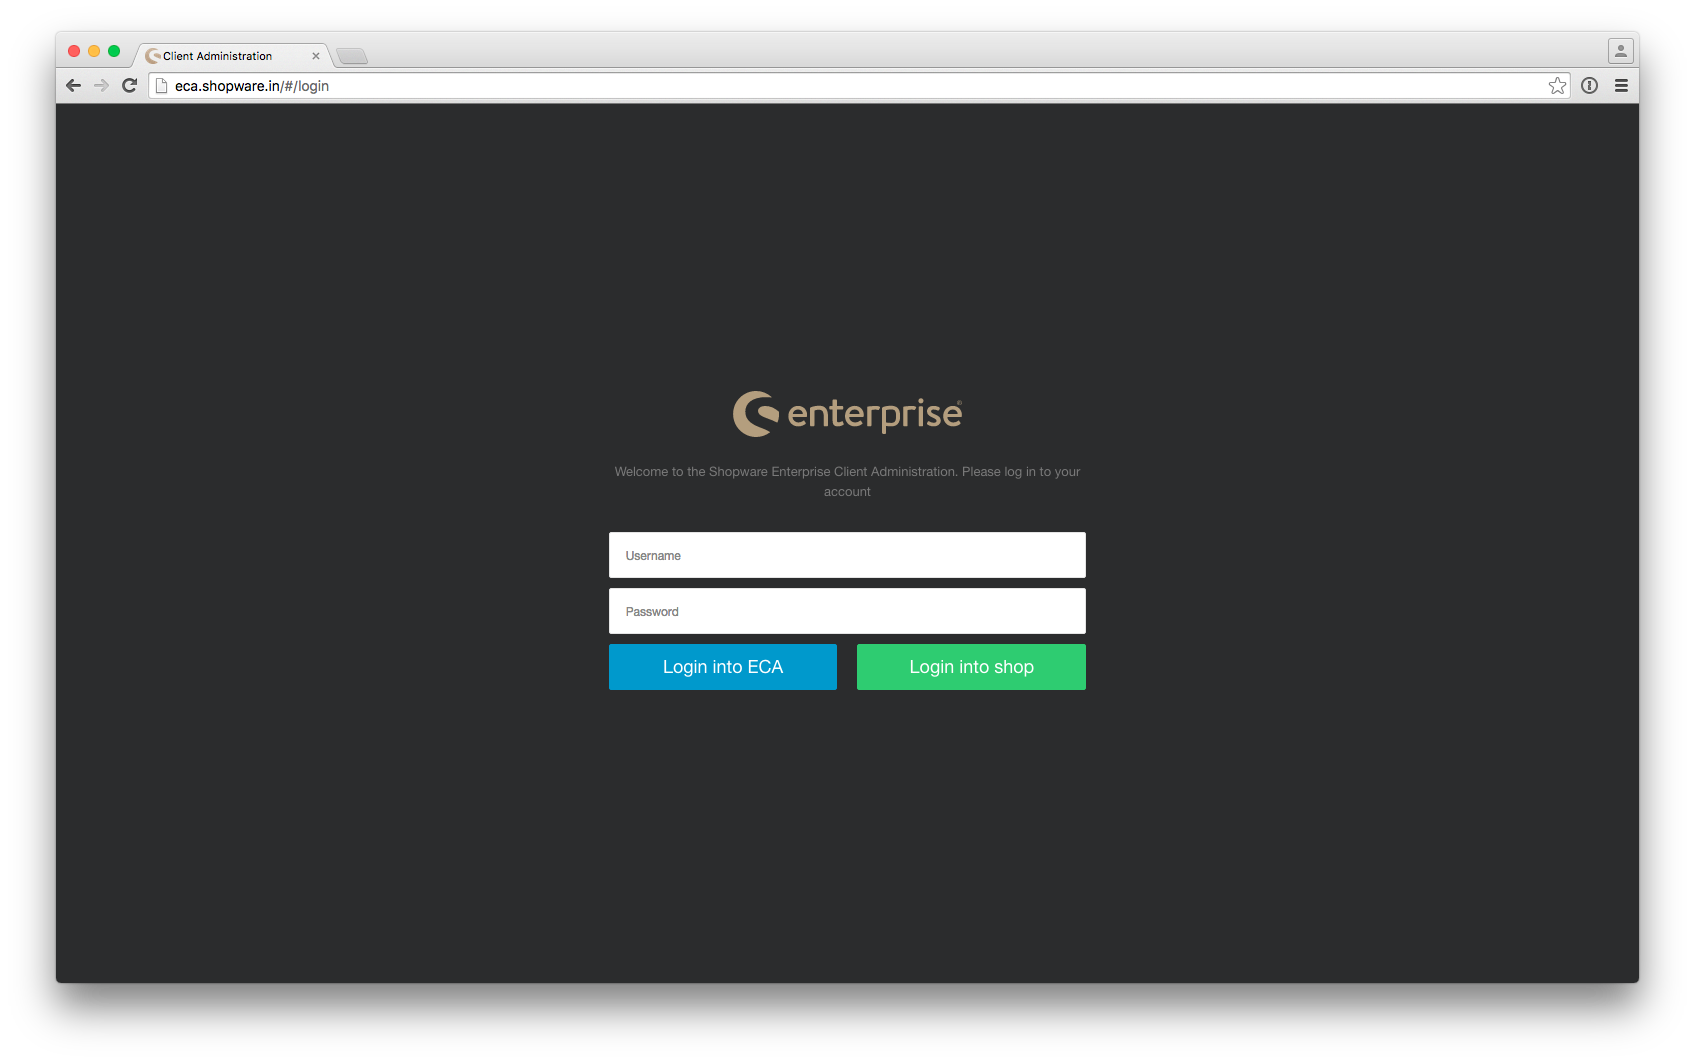 Client Administration
eca.shopware.in/#/login
enterprise®
Welcome to the Shopware Enterprise Client Administration. Please log in to your
account
Username
Password
Login into ECA
Login into shop